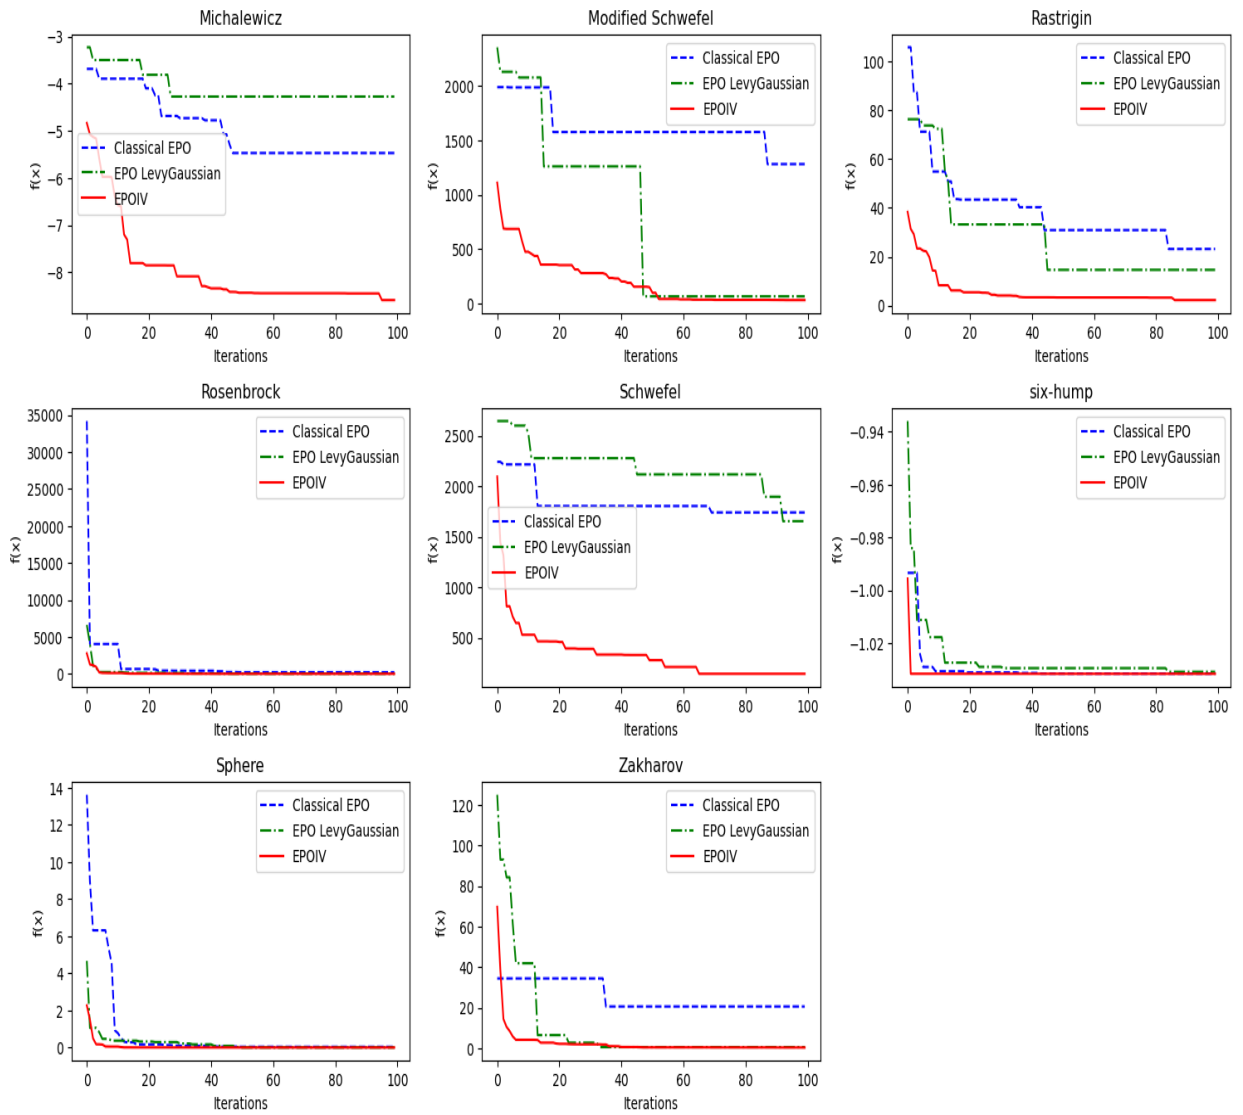 Michalewicz
−3
−4
−5
−6
−7
−8
f(x)
Classical EPO
EPO LevyGaussian
EPOIV
0 20 40 60 80 100
Iterations
Modified Schwefel
2000
1500
1000
500
0
f(x)
Classical EPO
EPO LevyGaussian
EPOIV
0 20 40 60 80 100
Iterations
Rastrigin
100
80
60
40
20
0
f(x)
Classical EPO
EPO LevyGaussian
EPOIV
0 20 40 60 80 100
Iterations
Rosenbrock
35000
30000
25000
20000
15000
10000
5000
0
f(x)
Classical EPO
EPO LevyGaussian
EPOIV
0 20 40 60 80 100
Iterations
Schwefel
2500
2000
1500
1000
500
f(x)
Classical EPO
EPO LevyGaussian
EPOIV
0 20 40 60 80 100
Iterations
six-hump
−0.94
−0.96
−0.98
−1.00
−1.02
f(x)
Classical EPO
EPO LevyGaussian
EPOIV
0 20 40 60 80 100
Iterations
Sphere
14
12
10
8
6
4
2
0
f(x)
Classical EPO
EPO LevyGaussian
EPOIV
0 20 40 60 80 100
Iterations
Zakharov
120
100
80
60
40
20
0
f(x)
Classical EPO
EPO LevyGaussian
EPOIV
0 20 40 60 80 100
Iterations